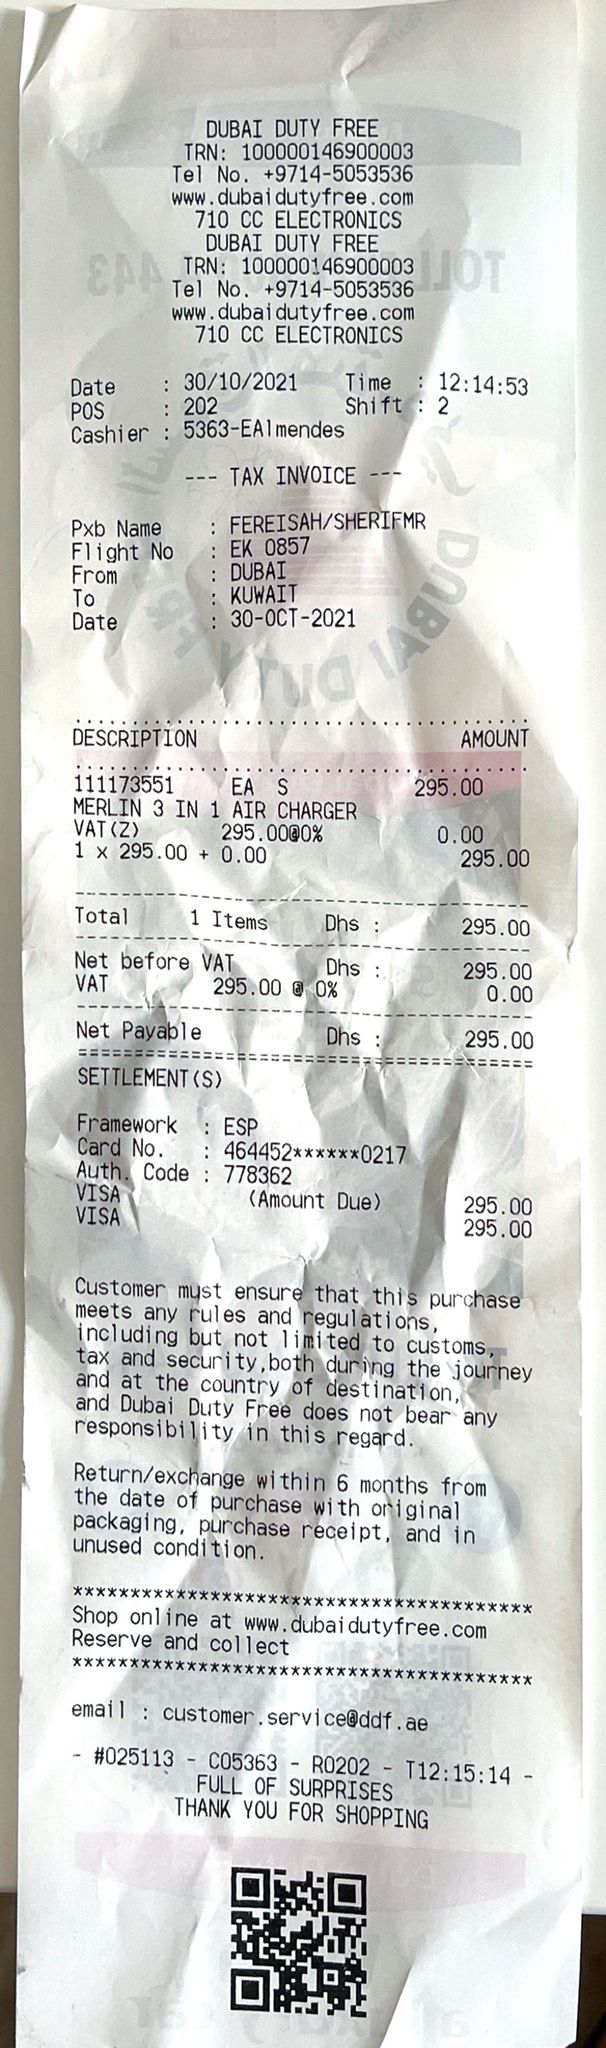 DUBAI DUTY FREE
TRN: 100000146900003
Tel No. +9714-5053536
www.dubaidutyfree.com
710 CC ELECTRONICS
DUBAI DUTY FREE
TRN: 100000146900003
Tel No. +9714-5053536
www.dubaidutyfree.com
710 CC ELECTRONICS
Date : 30/10/2021 Time : 12:14:53
POS : 202 Shift : 2
Cashier : 5363-EAlmendes
--- TAX INVOICE ---
Pxb Name : FEREISAH/SHERIFMR
Flight No : EK 0857
From : DUBAI
To : KUWAIT
Date : 30-OCT-2021
DESCRIPTION AMOUNT
111173551 EA S 295.00
MERLIN 3 IN 1 AIR CHARGER
VAT(Z) 295.00@0% 0.00
1 x 295.00 + 0.00 295.00
Total 1 Items Dhs : 295.00
Net before VAT Dhs : 295.00
VAT 295.00 @ 0% 0.00
Net Payable Dhs : 295.00
SETTLEMENT(S)
Framework : ESP
Card No. : 464452******0217
Auth. Code : 778362
VISA (Amount Due) 295.00
VISA 295.00
Customer must ensure that this purchase
meets any rules and regulations,
including but not limited to customs,
tax and security,both during the journey
and at the country of destination,
and Dubai Duty Free does not bear any
responsibility in this regard.
Return/exchange within 6 months from
the date of purchase with original
packaging, purchase receipt, and in
unused condition.
****************************************
Shop online at www.dubaidutyfree.com
Reserve and collect
****************************************
email : customer.service@ddf.ae
- #025113 - C05363 - R0202 - T12:15:14 -
FULL OF SURPRISES
THANK YOU FOR SHOPPING